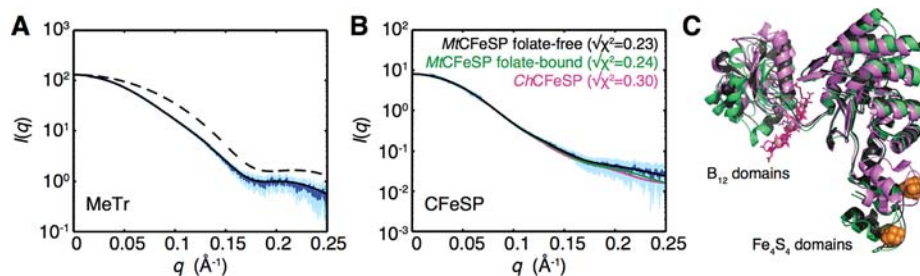 A
B
C
10³
10²
10¹
10⁰
10⁻¹
I(q)
MeTr
0 0.05 0.1 0.15 0.2 0.25
q (Å⁻¹)
10²
10¹
10⁰
10⁻¹
10⁻²
10⁻³
I(q)
MtCFeSP folate-free (√χ²=0.23)
MtCFeSP folate-bound (√χ²=0.24)
ChCFeSP (√χ²=0.30)
CFeSP
0 0.05 0.1 0.15 0.2 0.25
q (Å⁻¹)
B₁₂ domains
Fe₄S₄ domains